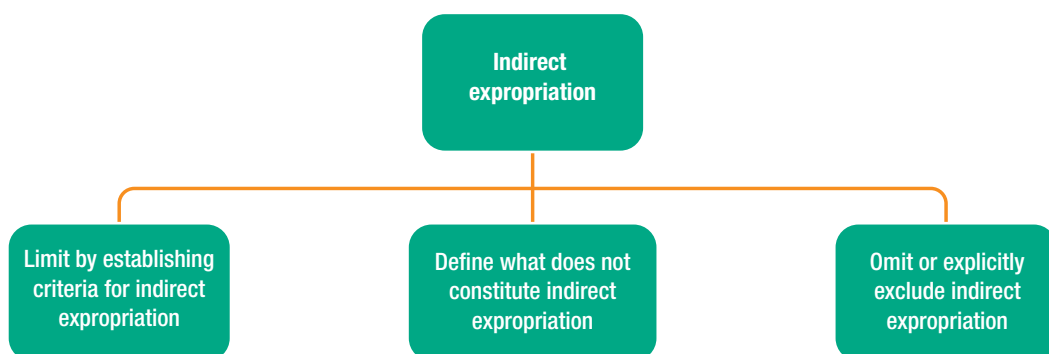 Indirect
expropriation
Limit by establishing
criteria for indirect
expropriation
Define what does not
constitute indirect
expropriation
Omit or explicitly
exclude indirect
expropriation